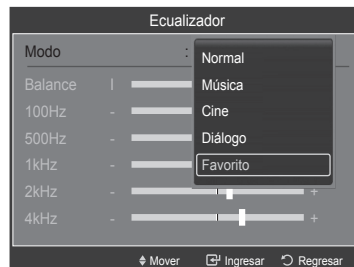 Ecualizador
Modo :
Normal
Música
Cine
Diálogo
Favorito
Balance I
100Hz -
500Hz -
1kHz -
2kHz - +
4kHz - +
Mover Ingresar Regresar